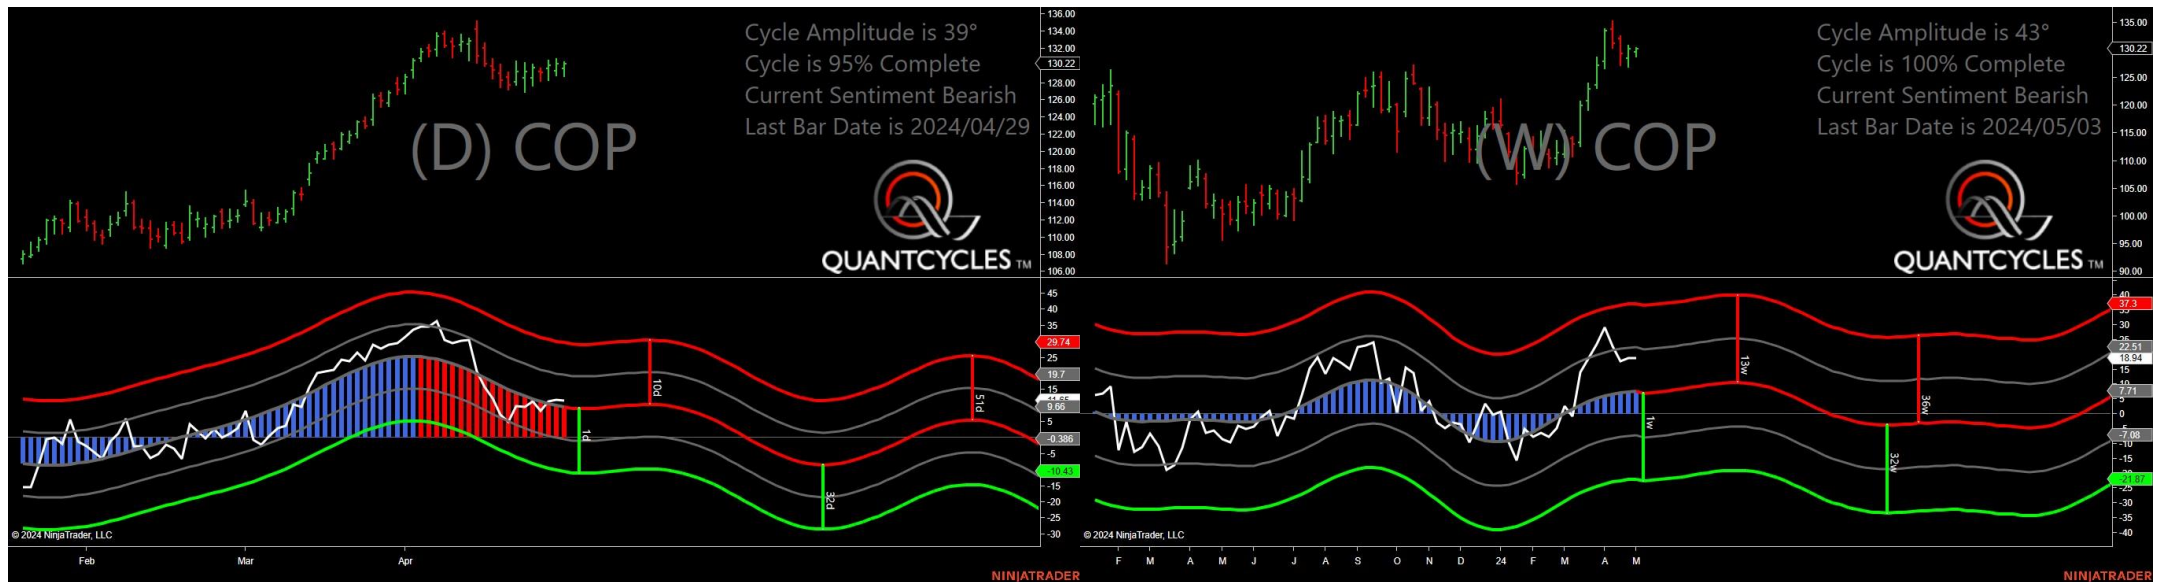 136.00
134.00
132.00
130.22
128.00
126.00
124.00
122.00
120.00
118.00
116.00
114.00
112.00
110.00
108.00
106.00
Cycle Amplitude is 39°
Cycle is 95% Complete
Current Sentiment Bearish
Last Bar Date is 2024/04/29
(D) COP
QUANTCYCLES TM
45
40
35
29.74
25
19.7
15
9.66
5
-0.386
-5
-10.43
-15
-20
-25
-30
10d
51d
1d
32d
© 2024 NinjaTrader, LLC
Feb
Mar
Apr
NINJATRADER
135.00
130.22
125.00
120.00
115.00
110.00
105.00
100.00
95.00
90.00
Cycle Amplitude is 43°
Cycle is 100% Complete
Current Sentiment Bearish
Last Bar Date is 2024/05/03
(W) COP
QUANTCYCLES TM
40
37.3
30
22.51
18.94
15
7.71
5
0
-7.08
-10
-15
-21.87
-25
-30
-35
-40
13w
36w
1w
32w
© 2024 NinjaTrader, LLC
F
M
A
M
J
J
A
S
O
N
D
24
F
M
A
M
NINJATRADER